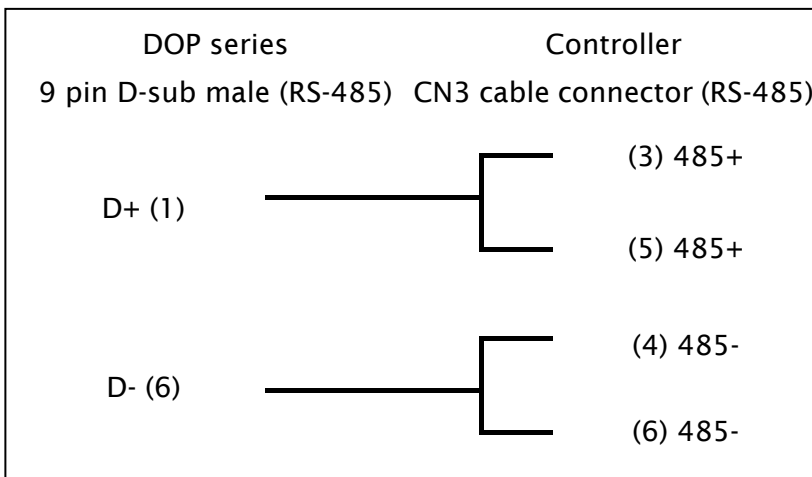 DOP series Controller
9 pin D-sub male (RS-485) CN3 cable connector (RS-485)
(3) 485+
D+ (1)
(5) 485+
(4) 485-
D- (6)
(6) 485-